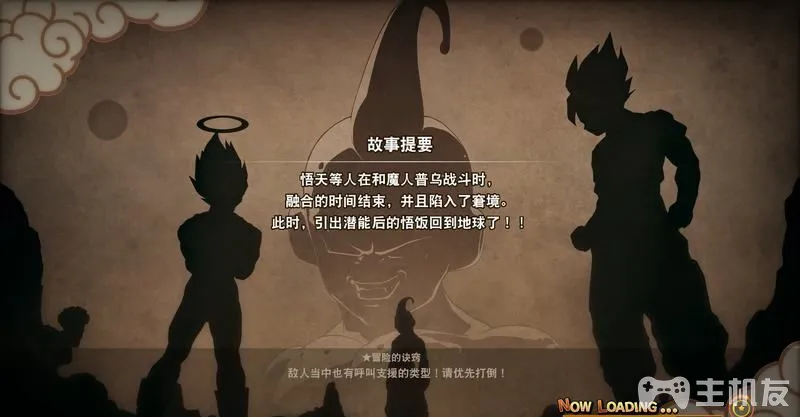 故事提要
悟天等人在和魔人普乌战斗时，
融合的时间结束，并且陷入了窘境。
此时，引出潜能后的悟饭回到地球了！！
★冒险的诀窍
敌人当中也有呼叫支援的类型！请优先打倒！
NOW LOADING ...
主机友